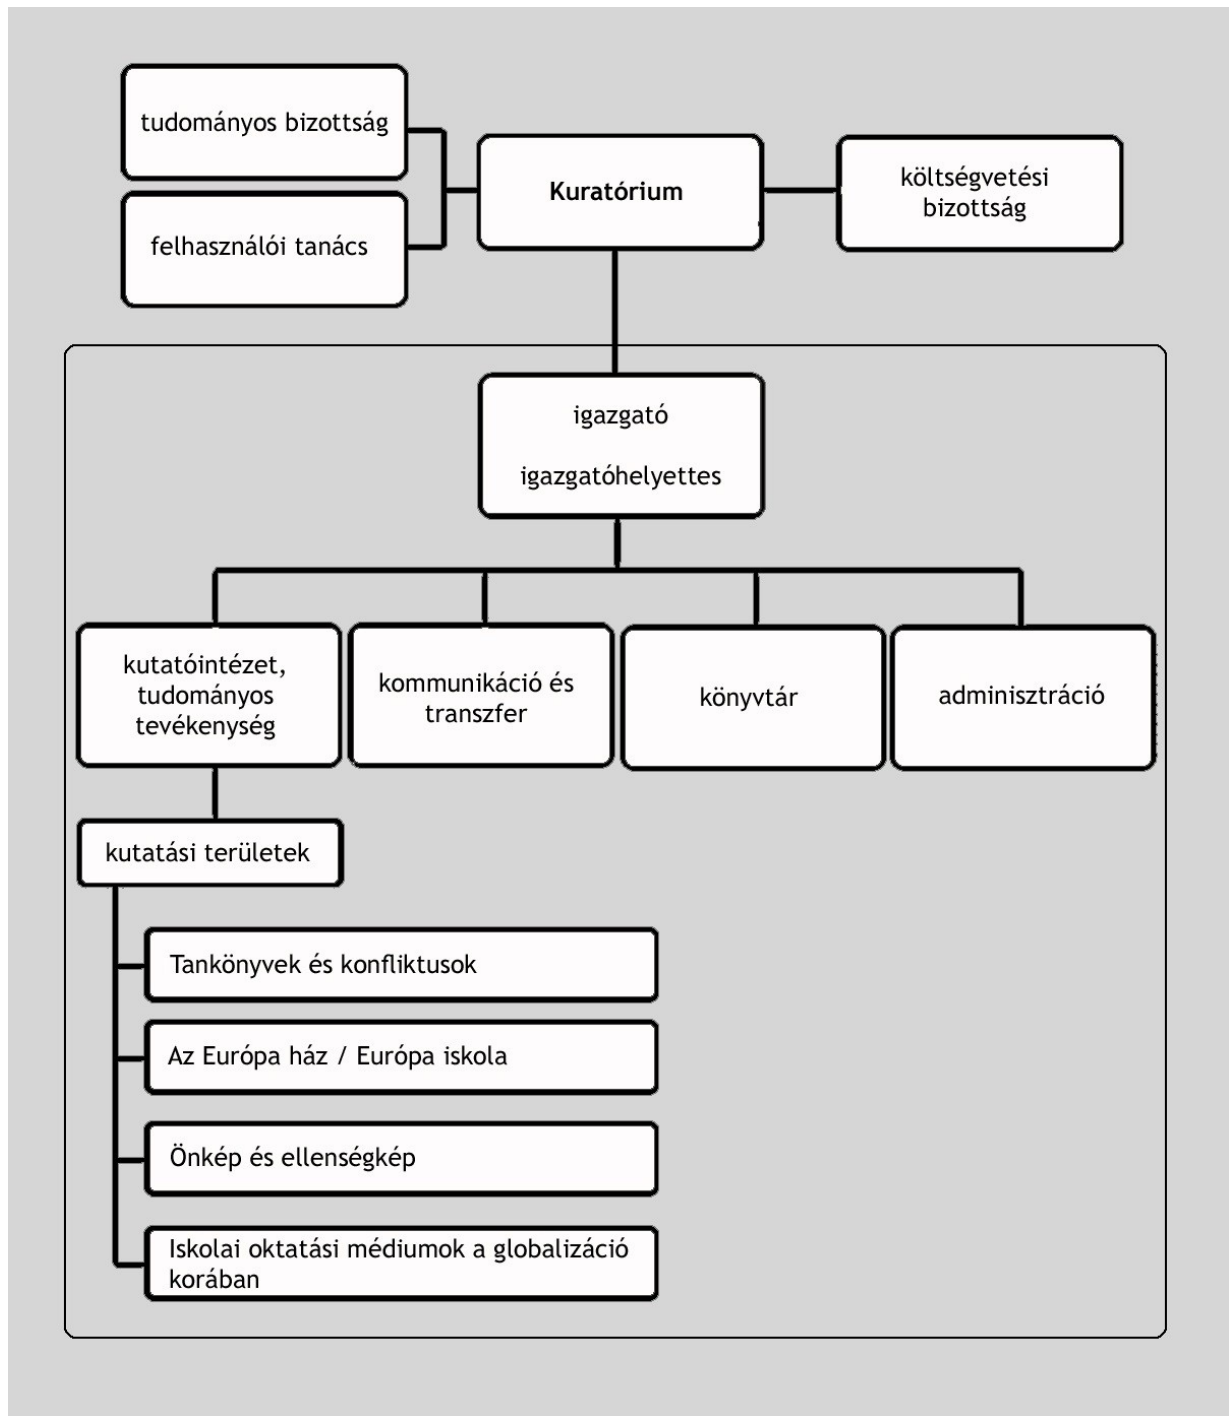 tudományos bizottság
felhasználói tanács
Kuratórium
költségvetési
bizottság
igazgató
igazgatóhelyettes
kutatóintézet,
tudományos
tevékenység
kommunikáció és
transzfer
könyvtár
adminisztráció
kutatási területek
Tankönyvek és konfliktusok
Az Európa ház / Európa iskola
Önkép és ellenségkép
Iskolai oktatási médiumok a globalizáció
korában